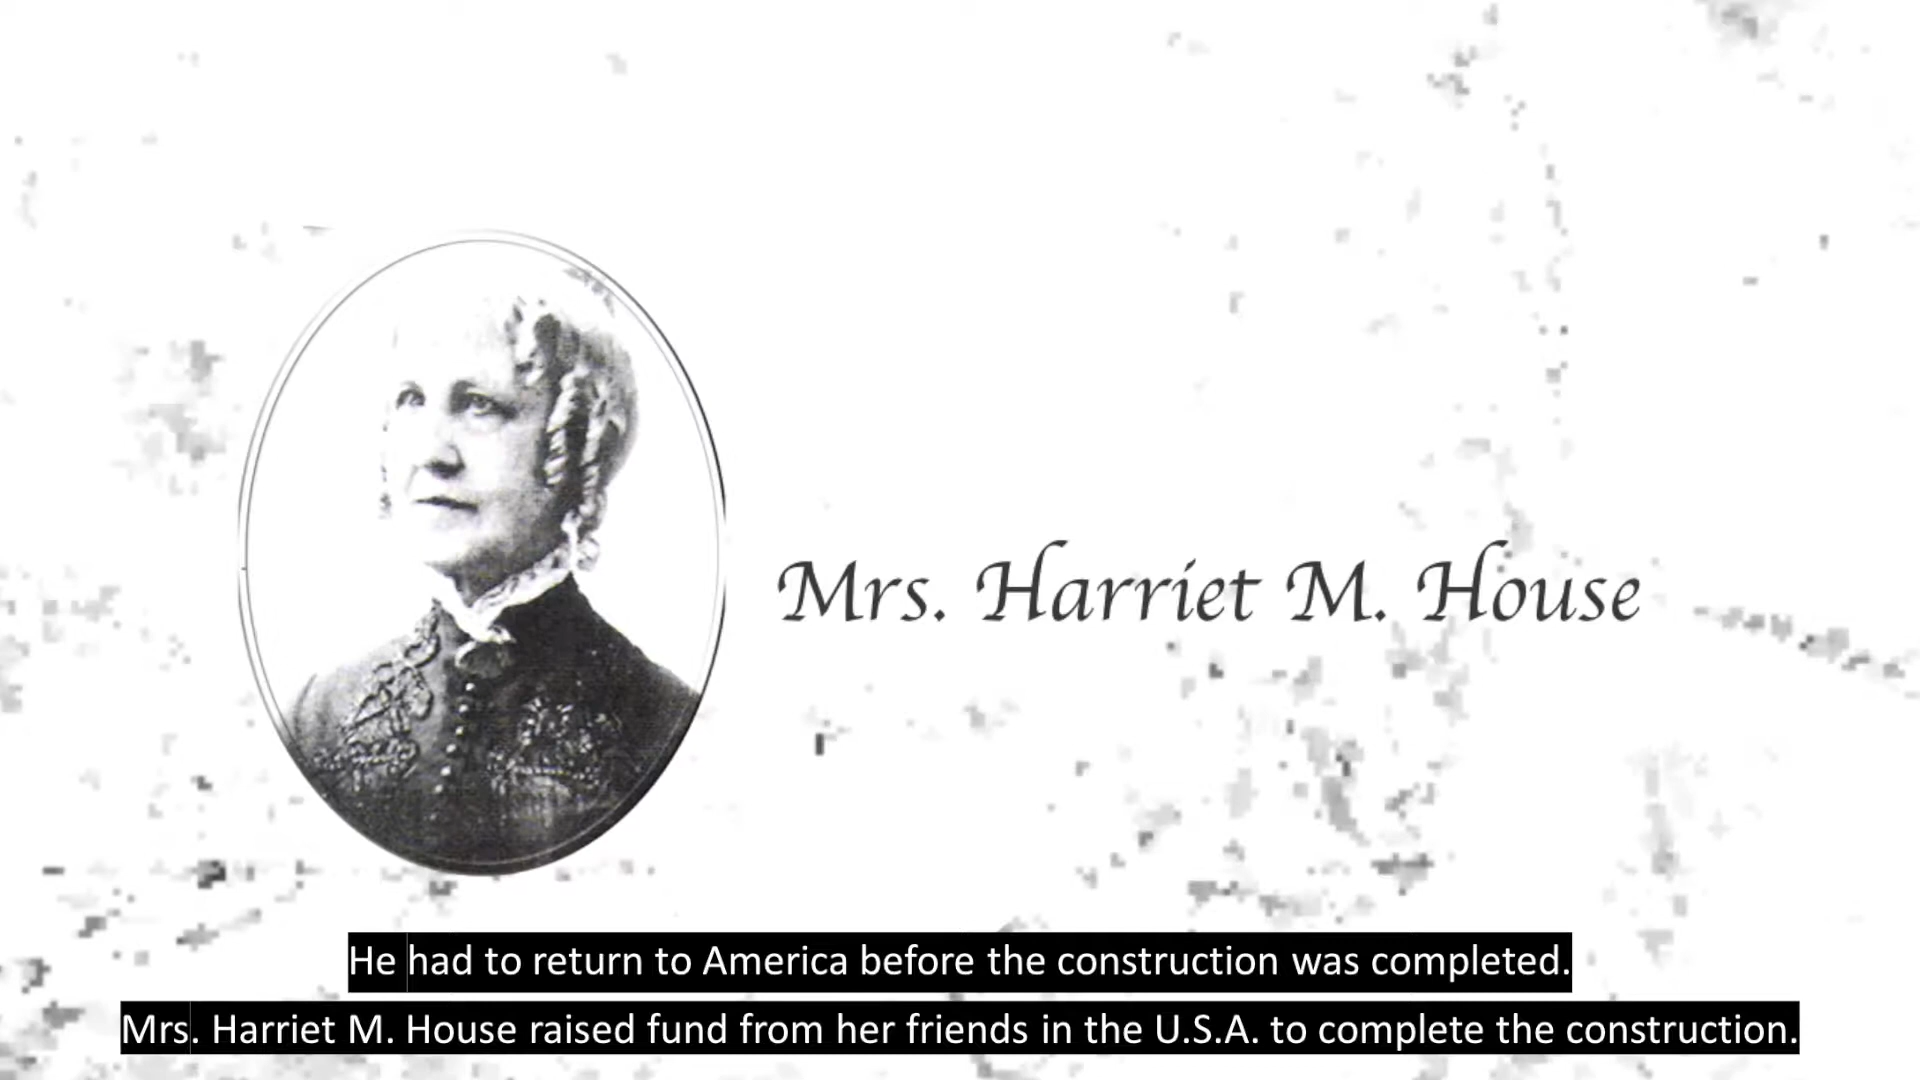 Mrs. Harriet M. House
He had to return to America before the construction was completed.
Mrs. Harriet M. House raised fund from her friends in the U.S.A. to complete the construction.